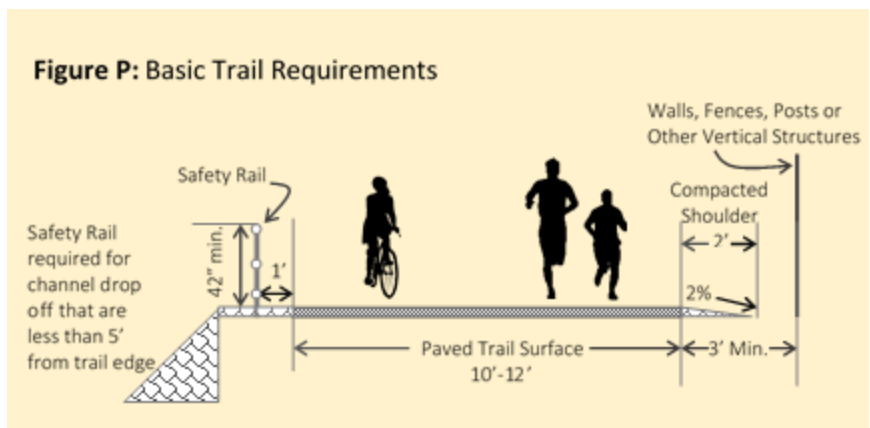 Figure P: Basic Trail Requirements
Walls, Fences, Posts or
Other Vertical Structures
Safety Rail
Compacted
Shoulder
2'
Safety Rail
required for
channel drop
off that are
less than 5'
from trail edge
42" min.
1'
2%
Paved Trail Surface
10'-12'
3' Min.